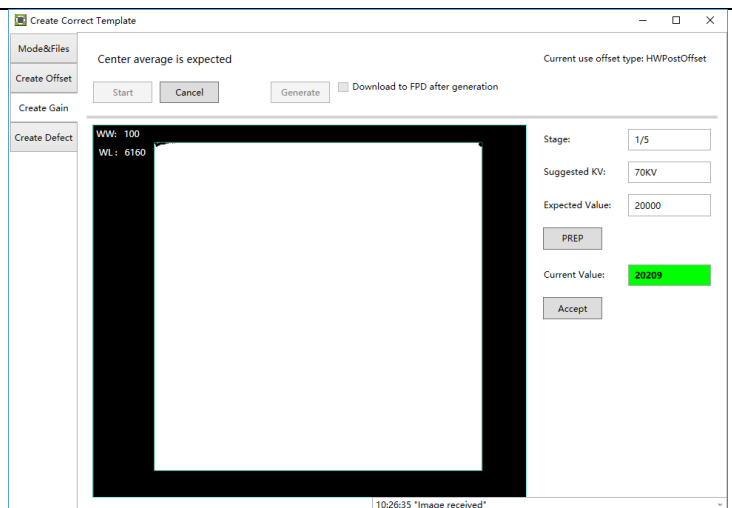 Create Correct Template
Mode&Files
Create Offset
Create Gain
Create Defect
Center average is expected
Current use offset type: HWPostOffset
Start
Cancel
Generate
Download to FPD after generation
WW: 100
WL: 6160
Stage:
1/5
Suggested KV:
70KV
Expected Value:
20000
PREP
Current Value:
20209
Accept
10:26:35 "Image received"